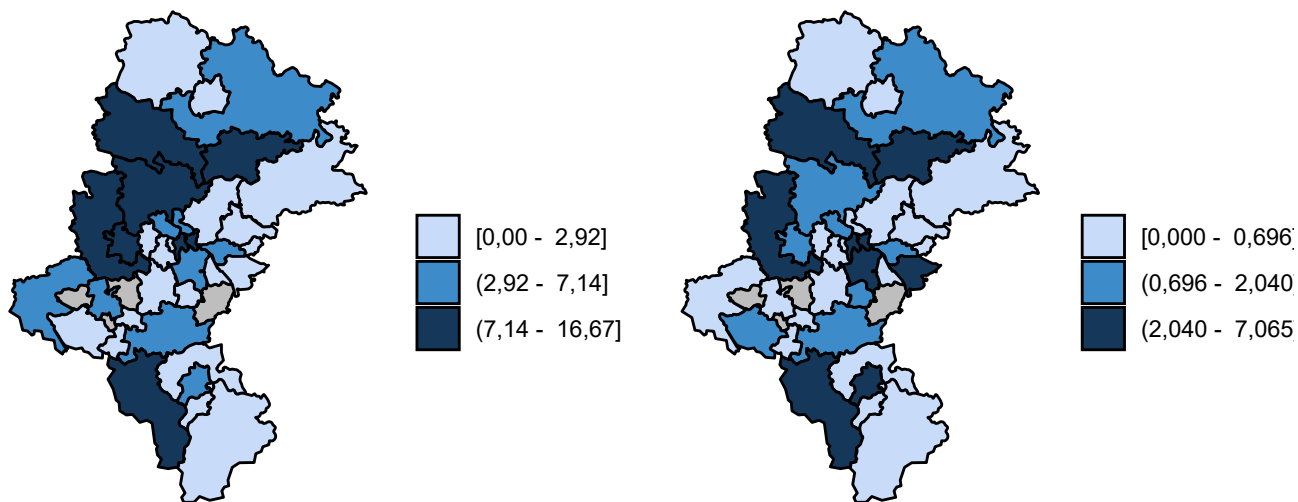 [0,00 - 2,92]
(2,92 - 7,14]
(7,14 - 16,67]
[0,000 - 0,696]
(0,696 - 2,040]
(2,040 - 7,065]